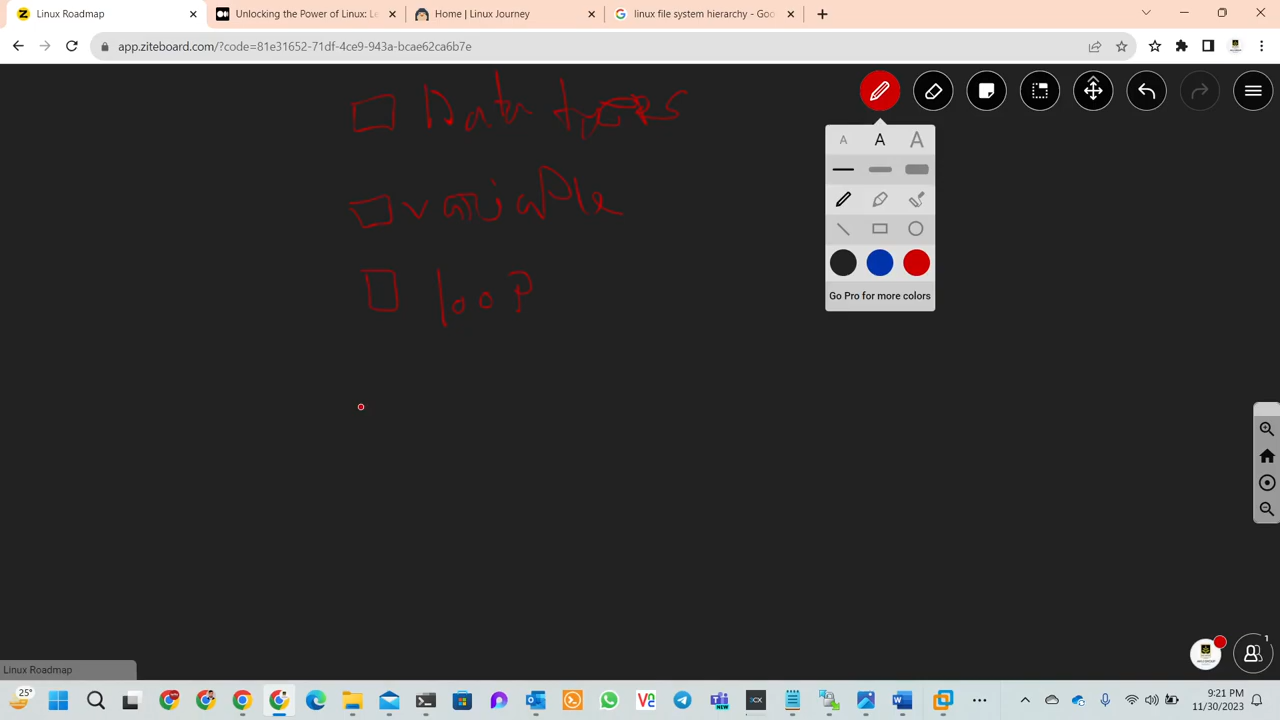 Linux Roadmap
Unlocking the Power of Linux: Le
Home | Linux Journey
linux file system hierarchy - Goo
app.ziteboard.com/?code=81e31652-71df-4ce9-943a-bcae62ca6b7e
Data types
variable
loop
A A A
Go Pro for more colors
1
Linux Roadmap
25°
9:21 PM
11/30/2023